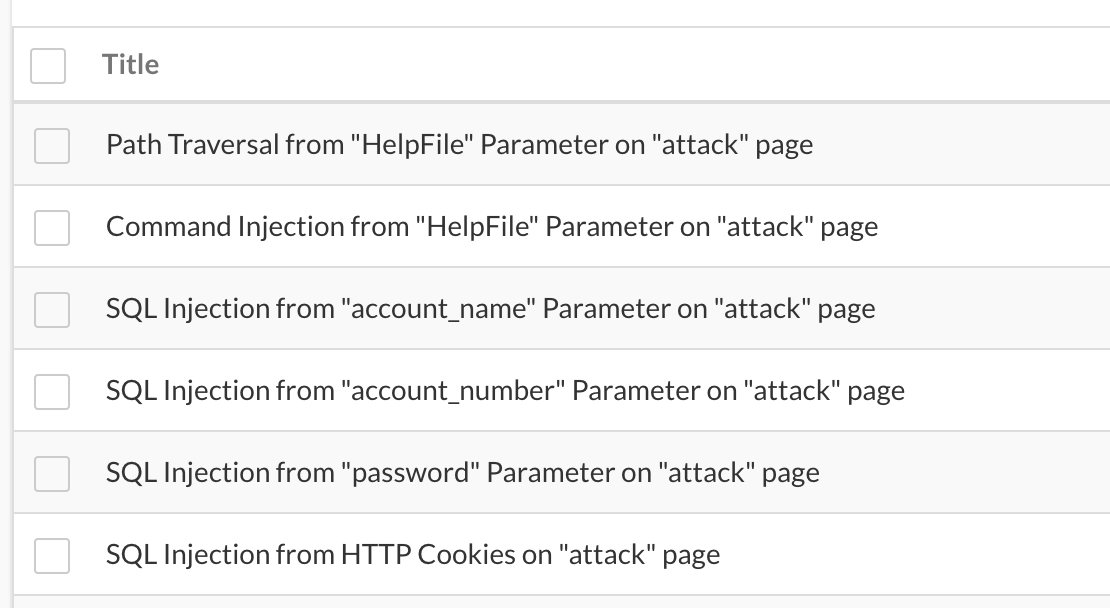 Title
Path Traversal from "HelpFile" Parameter on "attack" page
Command Injection from "HelpFile" Parameter on "attack" page
SQL Injection from "account_name" Parameter on "attack" page
SQL Injection from "account_number" Parameter on "attack" page
SQL Injection from "password" Parameter on "attack" page
SQL Injection from HTTP Cookies on "attack" page